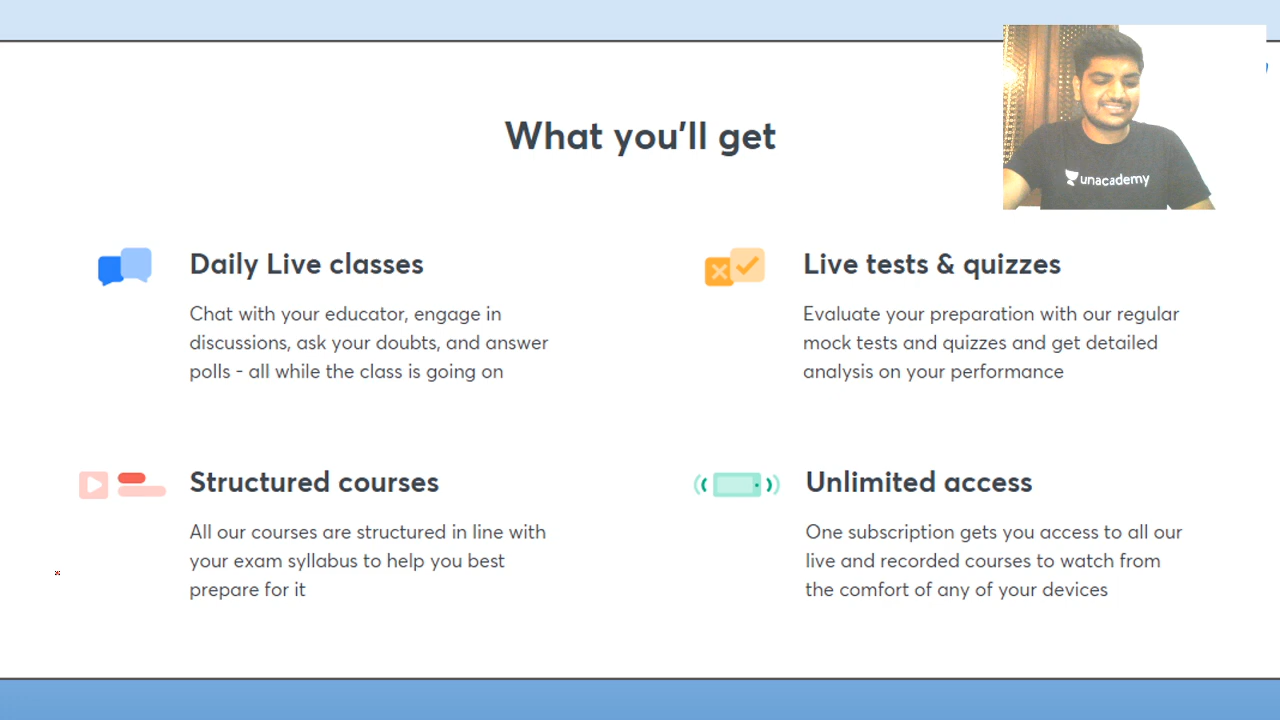 What you'll get
unacademy
Daily Live classes
Chat with your educator, engage in
discussions, ask your doubts, and answer
polls - all while the class is going on
Live tests & quizzes
Evaluate your preparation with our regular
mock tests and quizzes and get detailed
analysis on your performance
Structured courses
All our courses are structured in line with
your exam syllabus to help you best
prepare for it
Unlimited access
One subscription gets you access to all our
live and recorded courses to watch from
the comfort of any of your devices